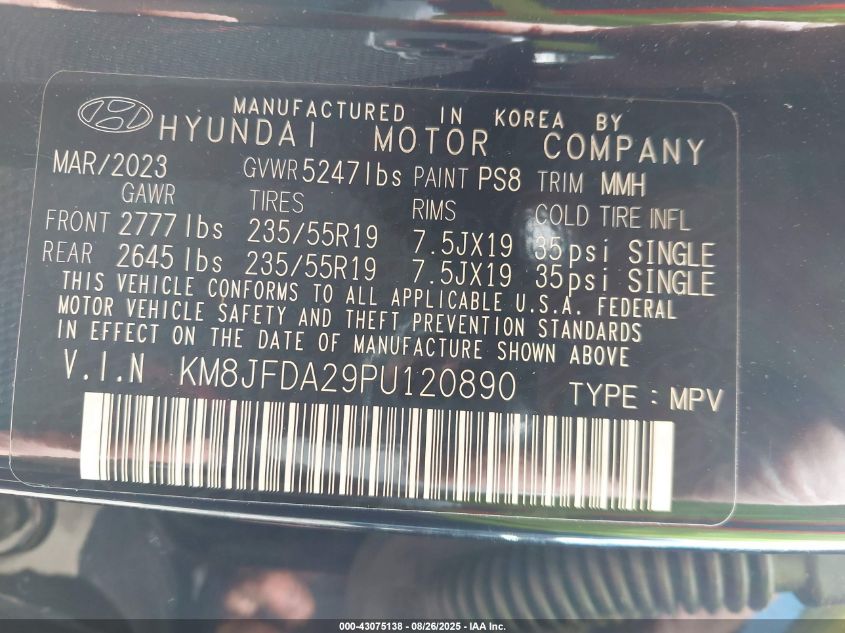 MANUFACTURED IN KOREA BY
HYUNDAI MOTOR COMPANY
MAR/2023 GVWR 5247lbs PAINT PS8 TRIM MMH
GAWR TIRES RIMS COLD TIRE INFL
FRONT 2777lbs 235/55R19 7.5JX19 35psi SINGLE
REAR 2645lbs 235/55R19 7.5JX19 35psi SINGLE
THIS VEHICLE CONFORMS TO ALL APPLICABLE U.S.A. FEDERAL
MOTOR VEHICLE SAFETY AND THEFT PREVENTION STANDARDS
IN EFFECT ON THE DATE OF MANUFACTURE SHOWN ABOVE
V.I.N KM8JFDA29PU120890 TYPE : MPV
000-43075138 - 08/26/2025 - IAA Inc.